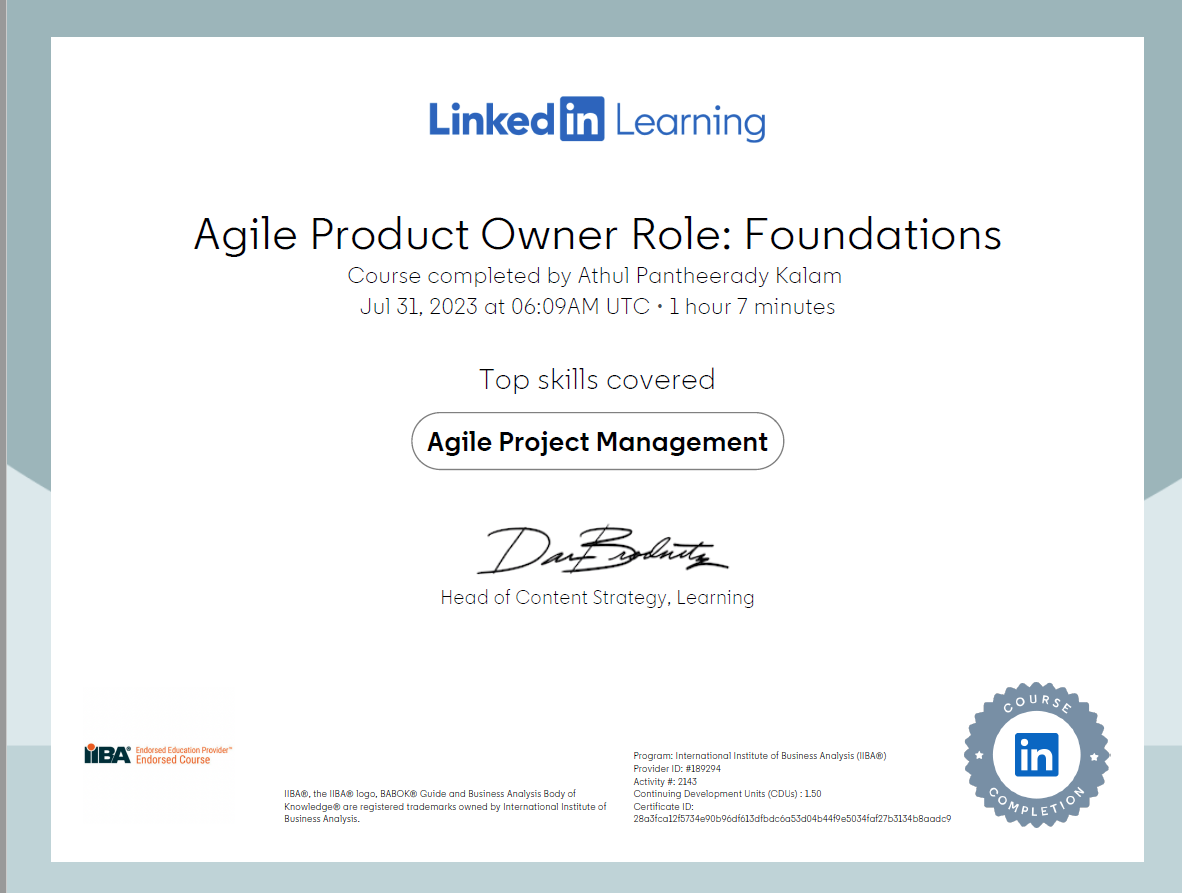 Linked in Learning
Agile Product Owner Role: Foundations
Course completed by Athul Pantheerady Kalam
Jul 31, 2023 at 06:09AM UTC • 1 hour 7 minutes
Top skills covered
Agile Project Management
Dan Brodnitz
Head of Content Strategy, Learning
IIBA® Endorsed Education Provider™
Endorsed Course
IIBA®, the IIBA® logo, BABOK® Guide and Business Analysis Body of
Knowledge® are registered trademarks owned by International Institute of
Business Analysis.
Program: International Institute of Business Analysis (IIBA®)
Provider ID: #189294
Activity #: 2143
Continuing Development Units (CDUs) : 1.50
Certificate ID:
28a3fca12f5734e90b96df613dfbdc6a53d04b44f9e5034faf27b3134b8aadc9
COURSE
in
COMPLETION